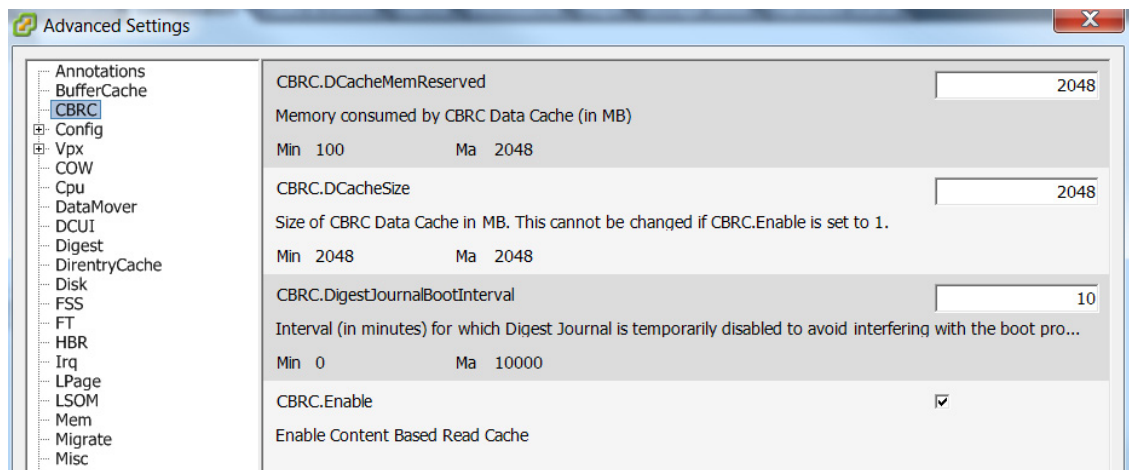 Advanced Settings
X
Annotations
BufferCache
CBRC
Config
Vpx
COW
Cpu
DataMover
DCUI
Digest
DirentryCache
Disk
FSS
FT
HBR
Irq
LPage
LSOM
Mem
Migrate
Misc
CBRC.DCacheMemReserved
2048
Memory consumed by CBRC Data Cache (in MB)
Min 100 Ma 2048
CBRC.DCacheSize
2048
Size of CBRC Data Cache in MB. This cannot be changed if CBRC.Enable is set to 1.
Min 2048 Ma 2048
CBRC.DigestJournalBootInterval
10
Interval (in minutes) for which Digest Journal is temporarily disabled to avoid interfering with the boot pro...
Min 0 Ma 10000
CBRC.Enable
Enable Content Based Read Cache